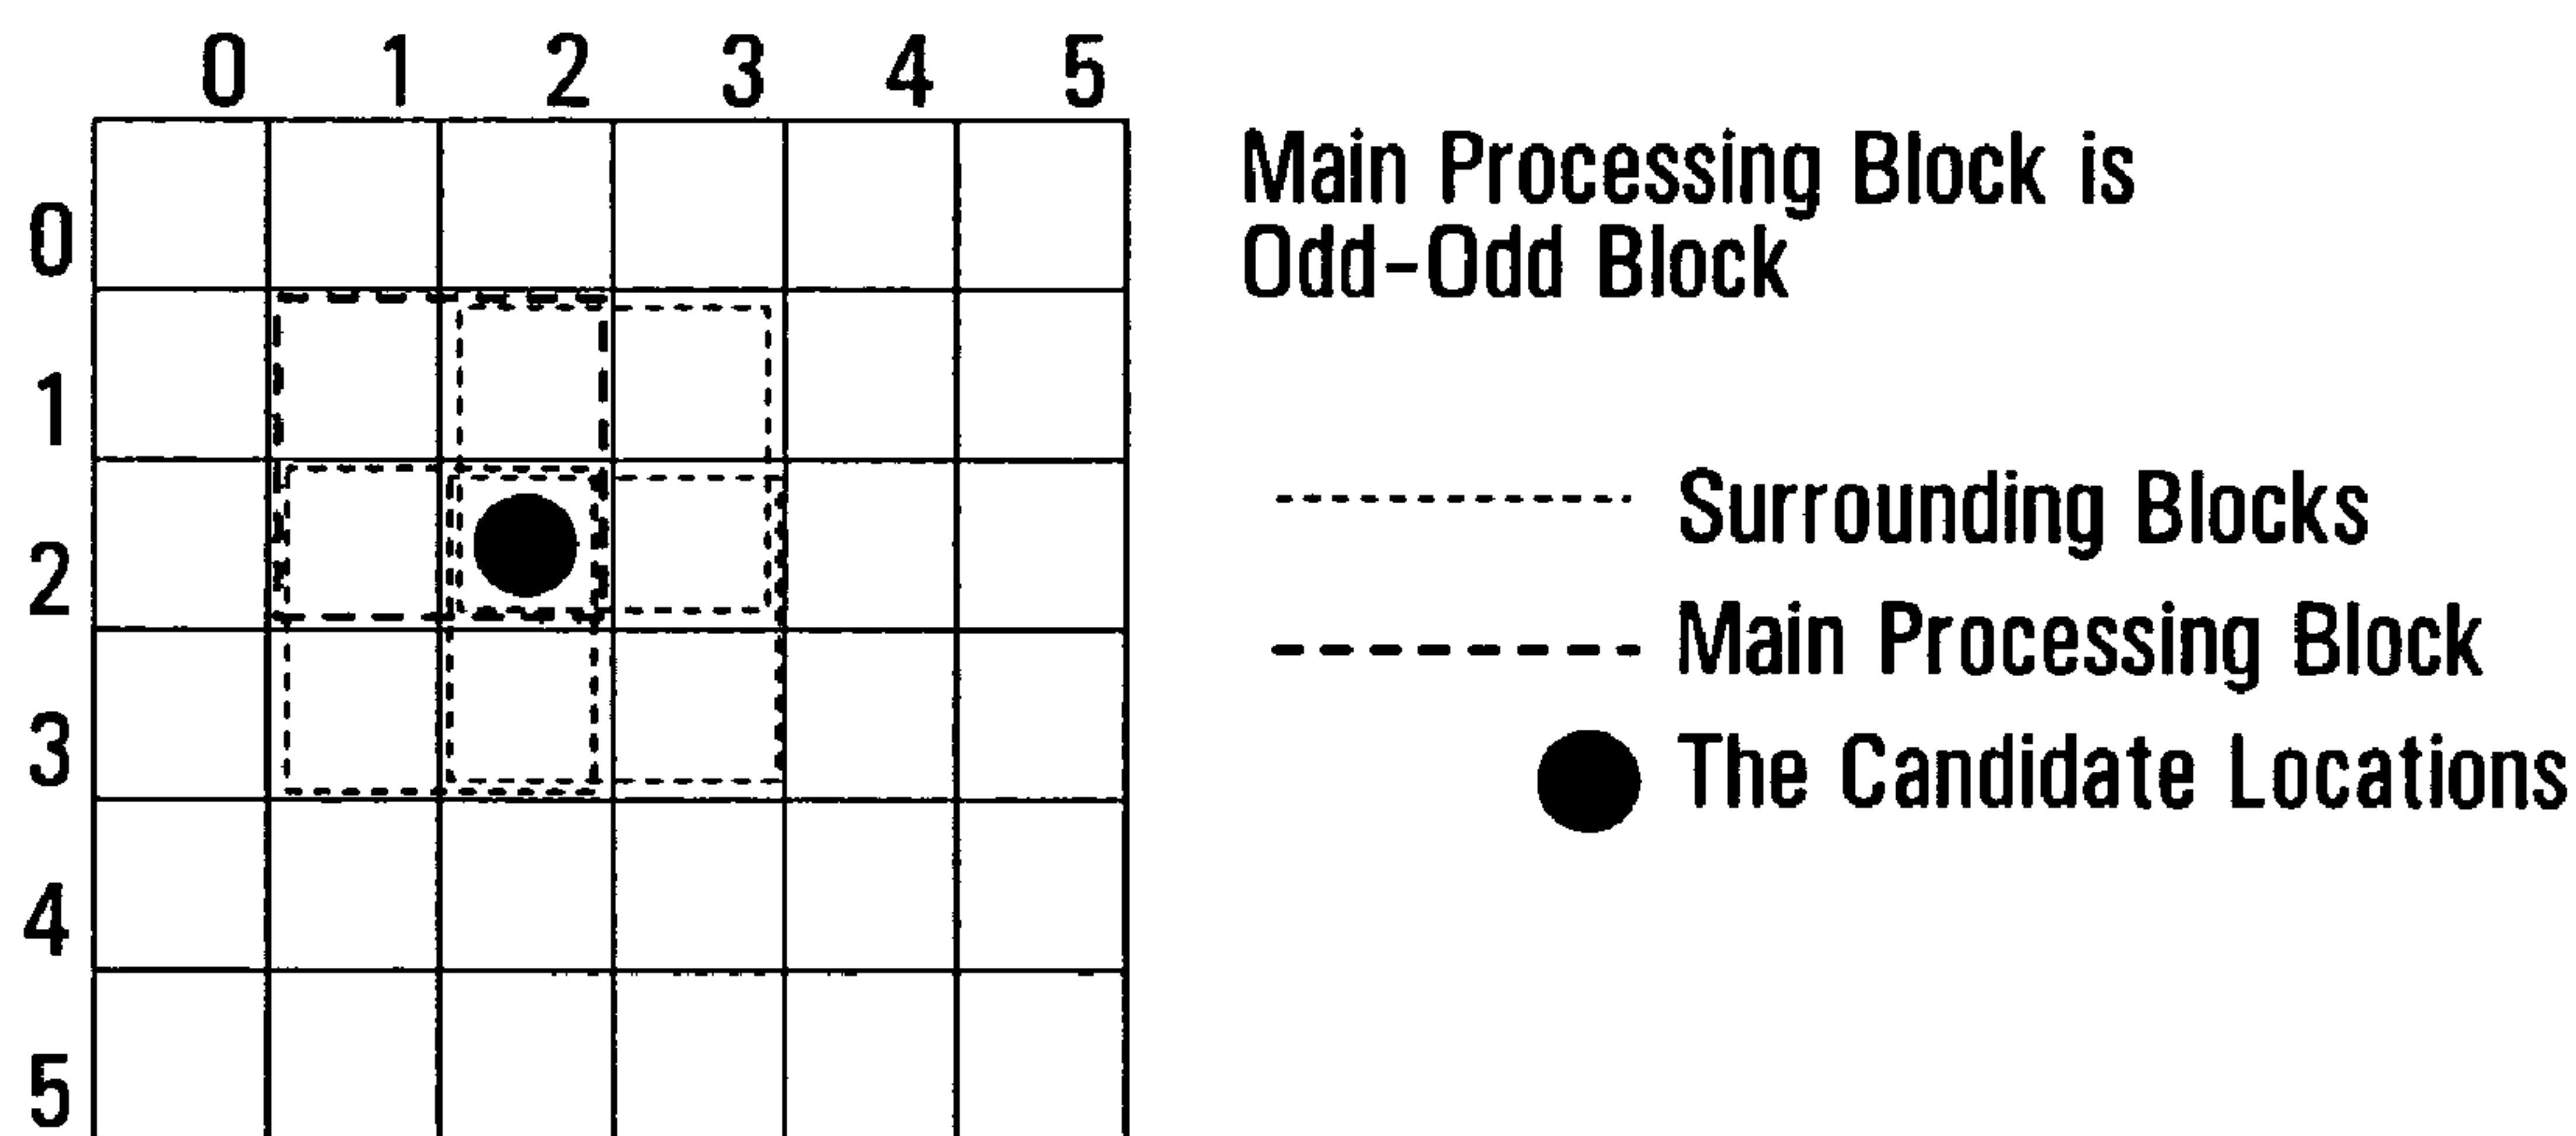 0 1 2 3 4 5
0
1
2
3
4
5
Main Processing Block is
Odd-Odd Block
Surrounding Blocks
Main Processing Block
The Candidate Locations